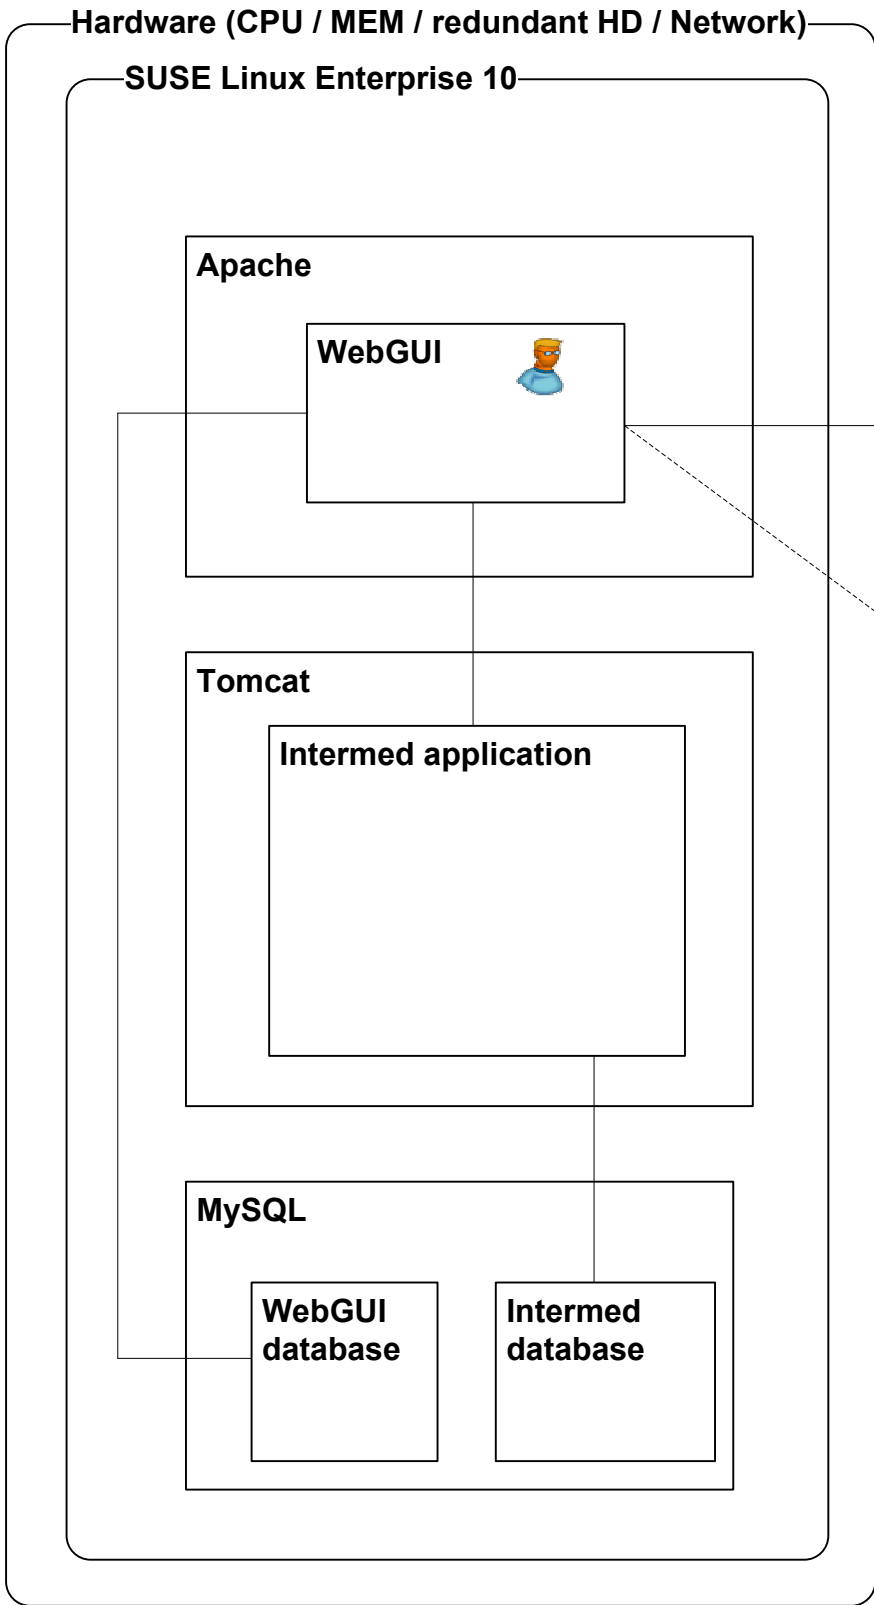 Hardware (CPU / MEM / redundant HD / Network)
SUSE Linux Enterprise 10
Apache
WebGUI
Tomcat
Intermed application
MySQL
WebGUI
database
Intermed
database